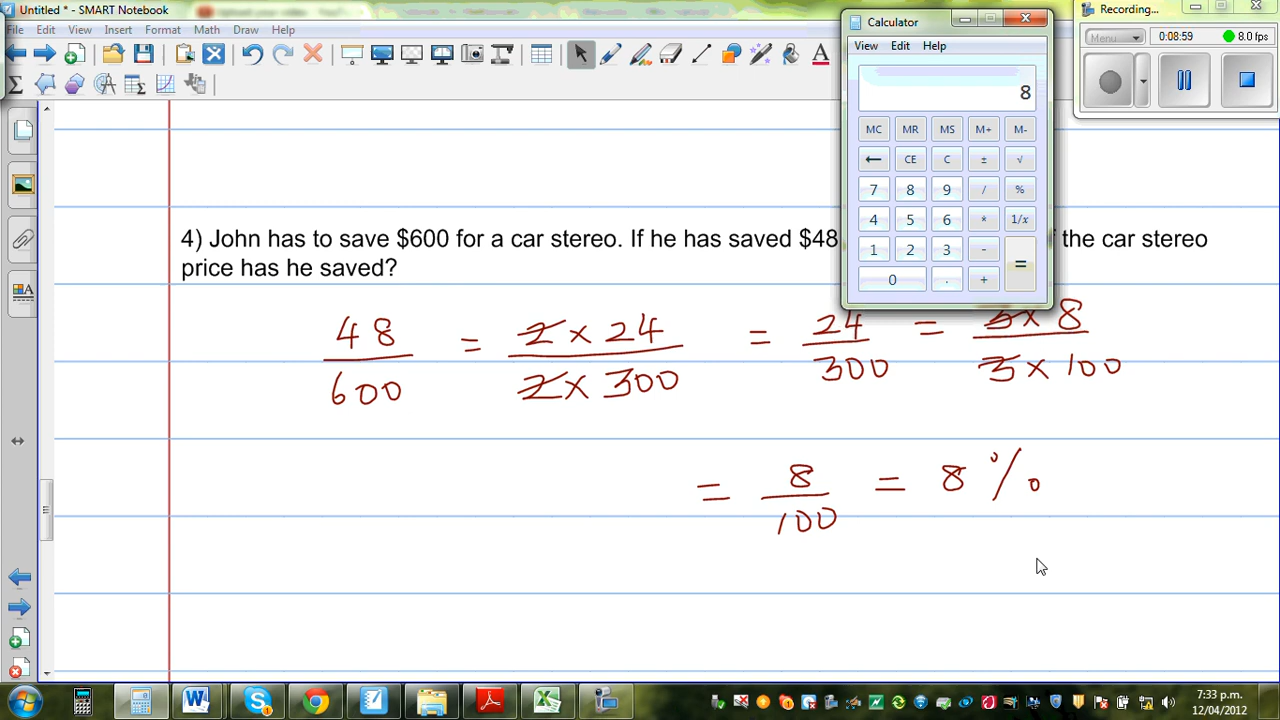 Untitled * - SMART Notebook
File Edit View Insert Format Math Draw Help
Calculator
View Edit Help
8
MC MR MS M+ M-
← CE C ± √
7 8 9 / %
4 5 6 * 1/x
1 2 3 - =
0 . +
Recording...
Menu 0:08:59 8.0 fps
4) John has to save $600 for a car stereo. If he has saved $48 f the car stereo
price has he saved?
48/600 = 2 × 24/2 × 300 = 24/300 = 3 × 8/3 × 100
= 8/100 = 8 %
7:33 p.m.
12/04/2012